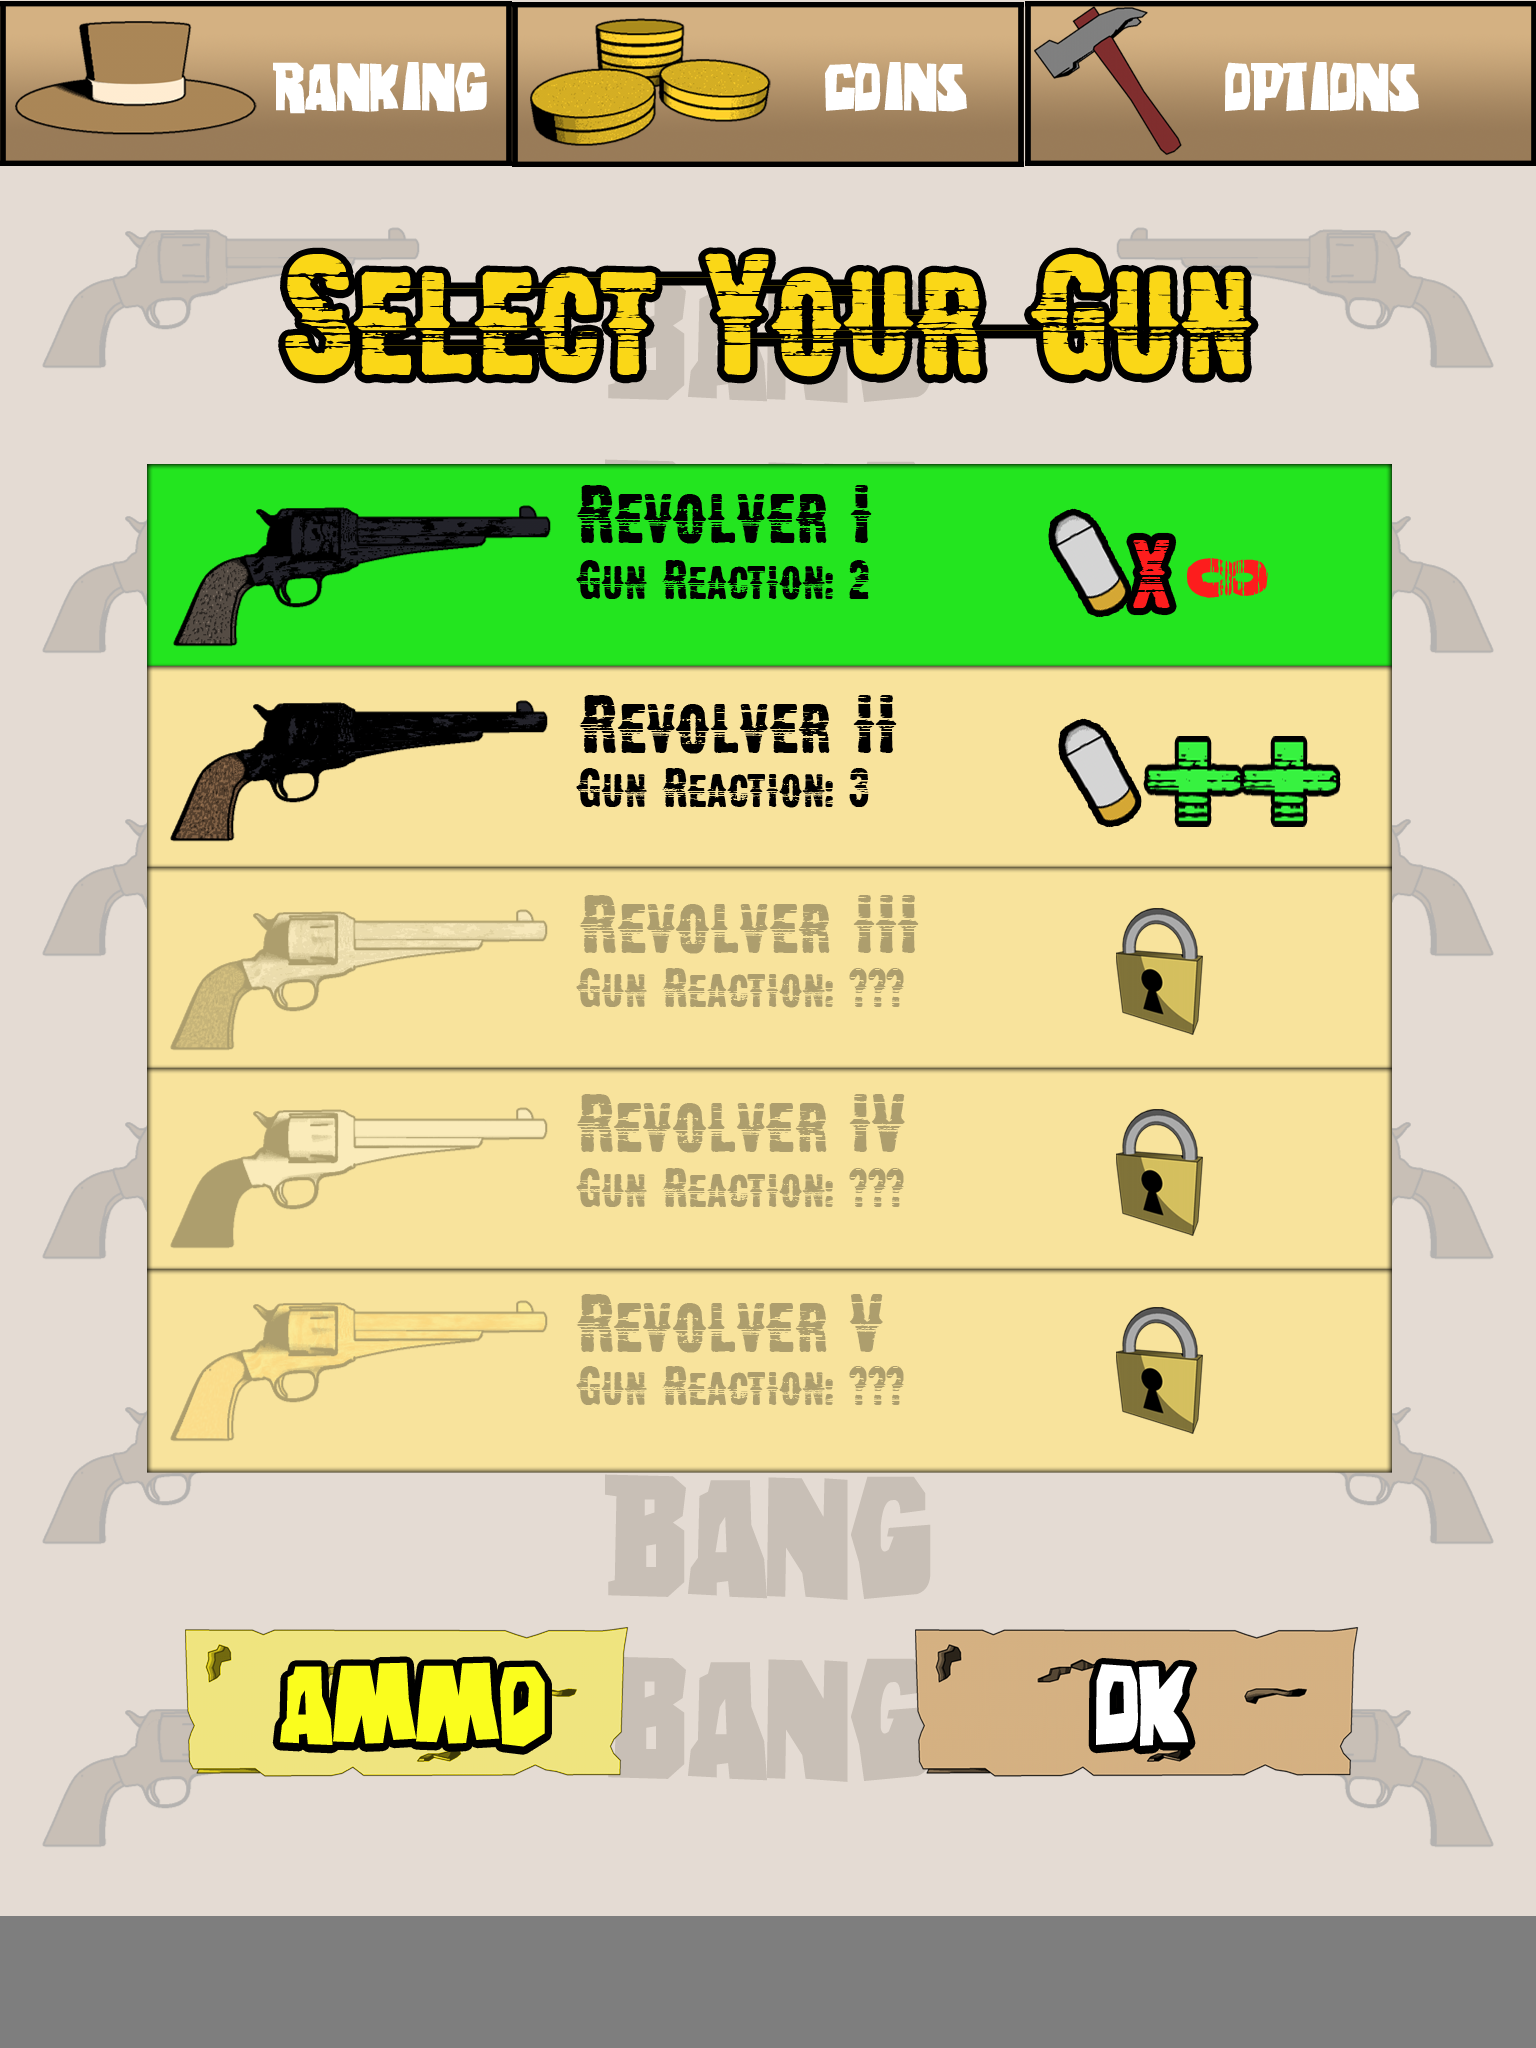 RANKING
COINS
OPTIONS
BANG
SELECT YOUR GUN
REVOLVER I
GUN REACTION: 2
X ∞
REVOLVER II
GUN REACTION: 3
++
REVOLVER III
GUN REACTION: ???
REVOLVER IV
GUN REACTION: ???
REVOLVER V
GUN REACTION: ???
BANG
BANG
AMMO
OK